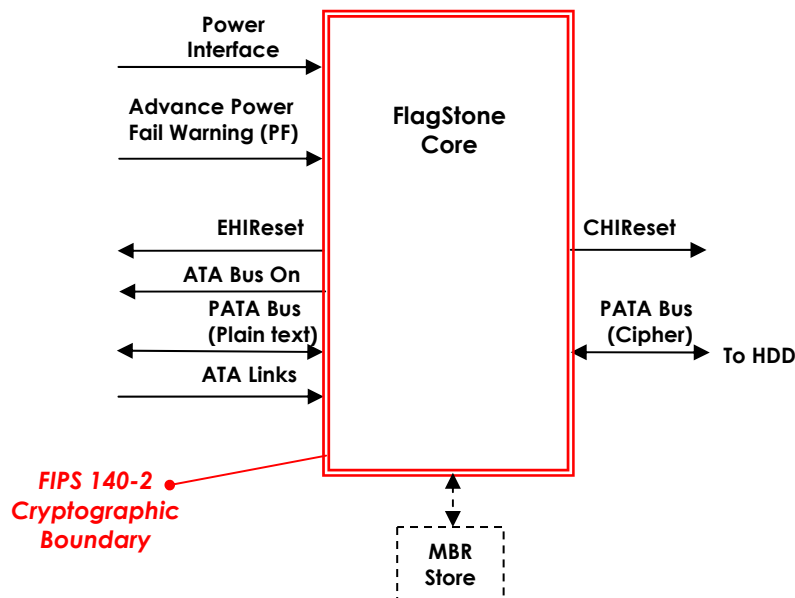 Power
Interface
Advance Power
Fail Warning (PF)
FlagStone
Core
EHIReset
CHIReset
ATA Bus On
PATA Bus
(Plain text)
PATA Bus
(Cipher)
To HDD
ATA Links
FIPS 140-2
Cryptographic
Boundary
MBR
Store